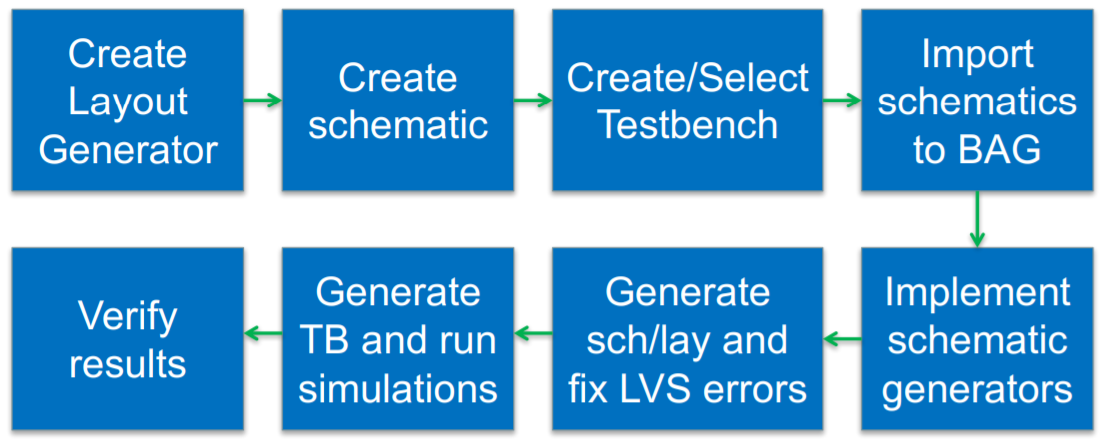 Create
Layout
Generator
Create
schematic
Create/Select
Testbench
Import
schematics
to BAG
Implement
schematic
generators
Generate
sch/lay and
fix LVS errors
Generate
TB and run
simulations
Verify
results